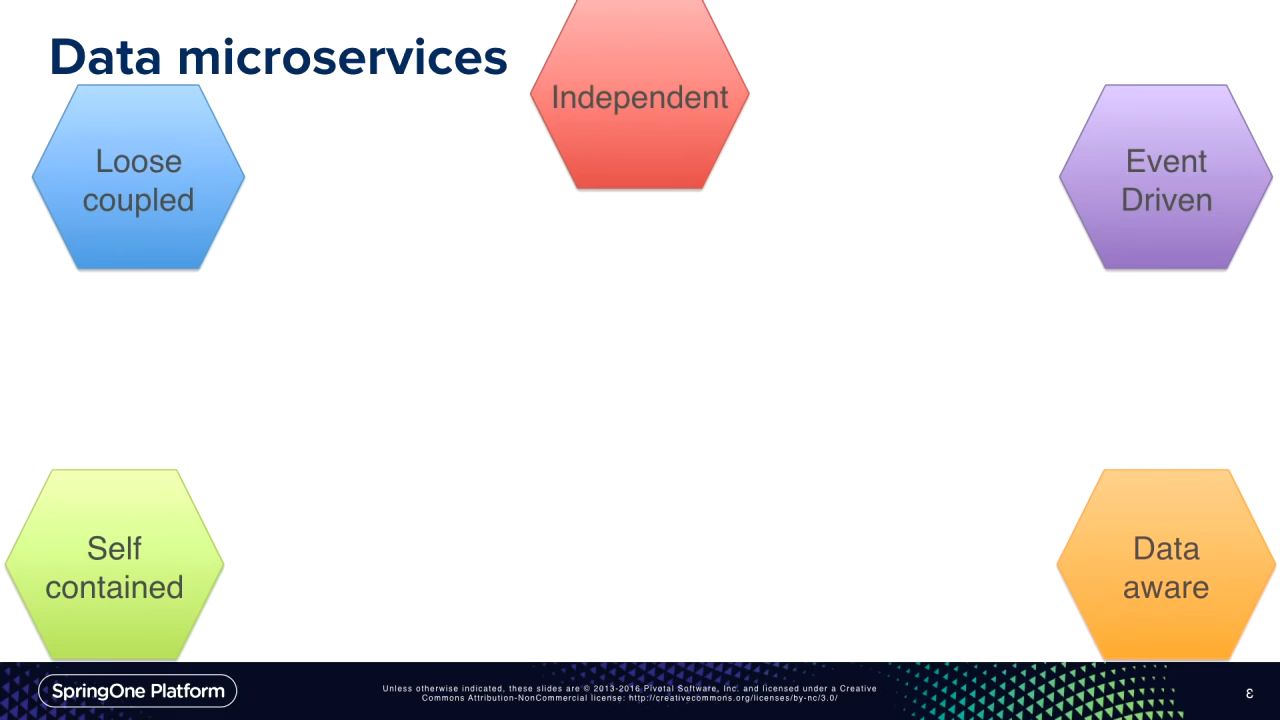 Data microservices
Independent
Loose
coupled
Event
Driven
Self
contained
Data
aware
SpringOne Platform
Unless otherwise indicated, these slides are © 2013-2016 Pivotal Software, Inc. and licensed under a Creative
Commons Attribution-NonCommercial license: http://creativecommons.org/licenses/by-nc/3.0/
ε